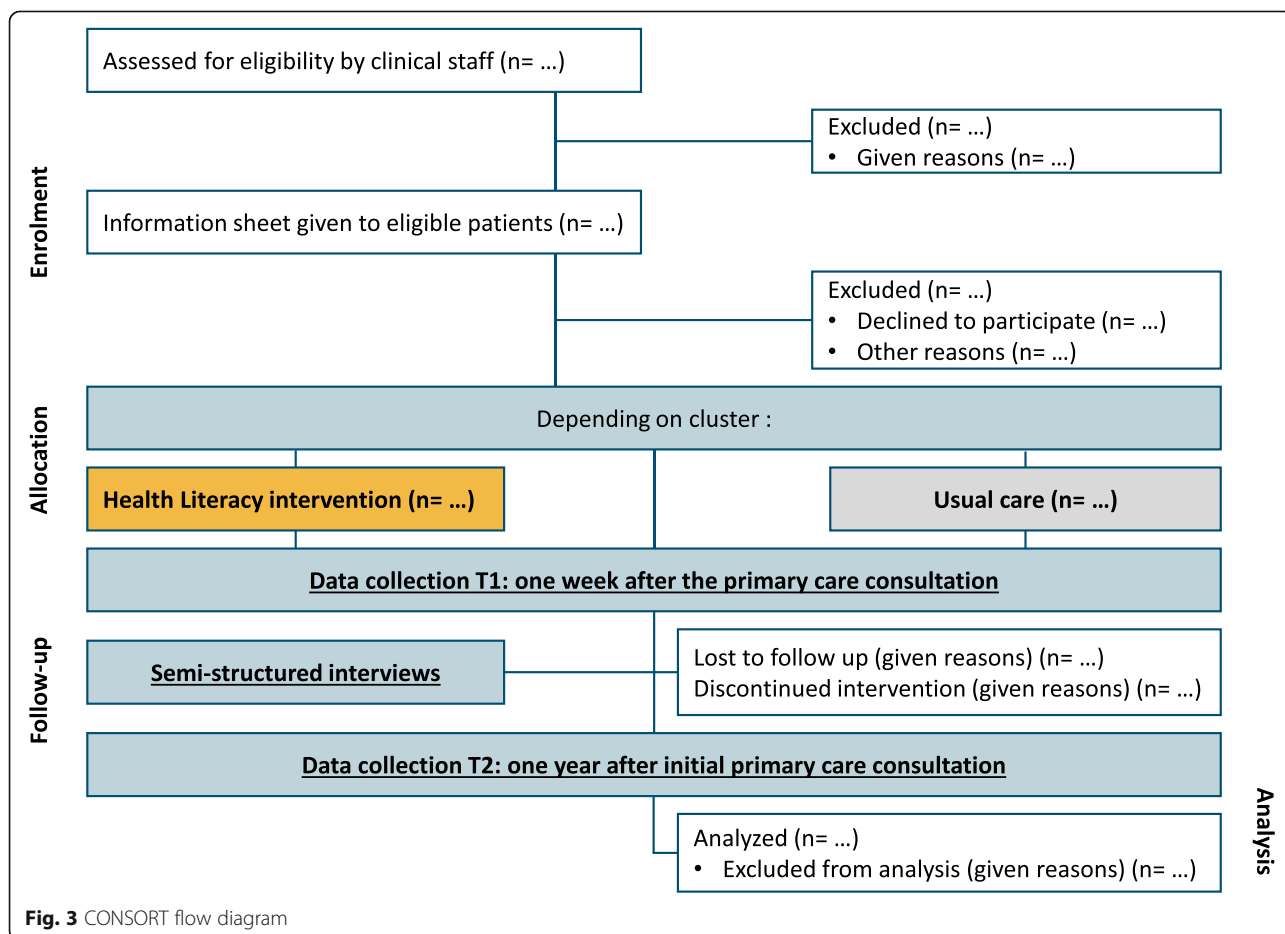 Assessed for eligibility by clinical staff (n= ...)
Excluded (n= ...)
• Given reasons (n= ...)
Enrolment
Information sheet given to eligible patients (n= ...)
Excluded (n= ...)
• Declined to participate (n= ...)
• Other reasons (n= ...)
Allocation
Depending on cluster :
Health Literacy intervention (n= ...)
Usual care (n= ...)
Data collection T1: one week after the primary care consultation
Follow-up
Semi-structured interviews
Lost to follow up (given reasons) (n= ...)
Discontinued intervention (given reasons) (n= ...)
Data collection T2: one year after initial primary care consultation
Analysis
Analyzed (n= ...)
• Excluded from analysis (given reasons) (n= ...)
Fig. 3 CONSORT flow diagram